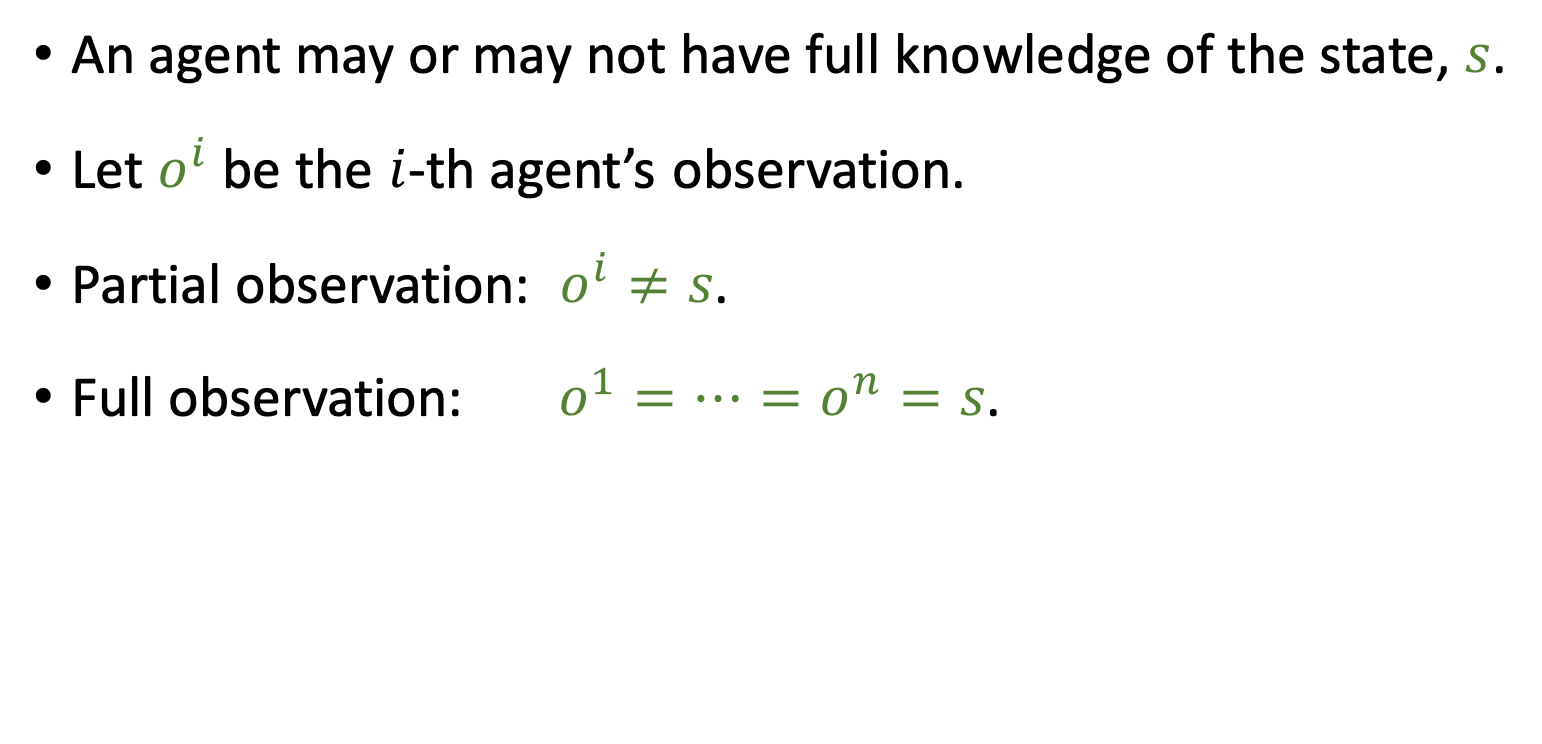 • An agent may or may not have full knowledge of the state, s.
• Let oⁱ be the i-th agent’s observation.
• Partial observation: oⁱ ≠ s.
• Full observation: o¹ = ⋯ = oⁿ = s.